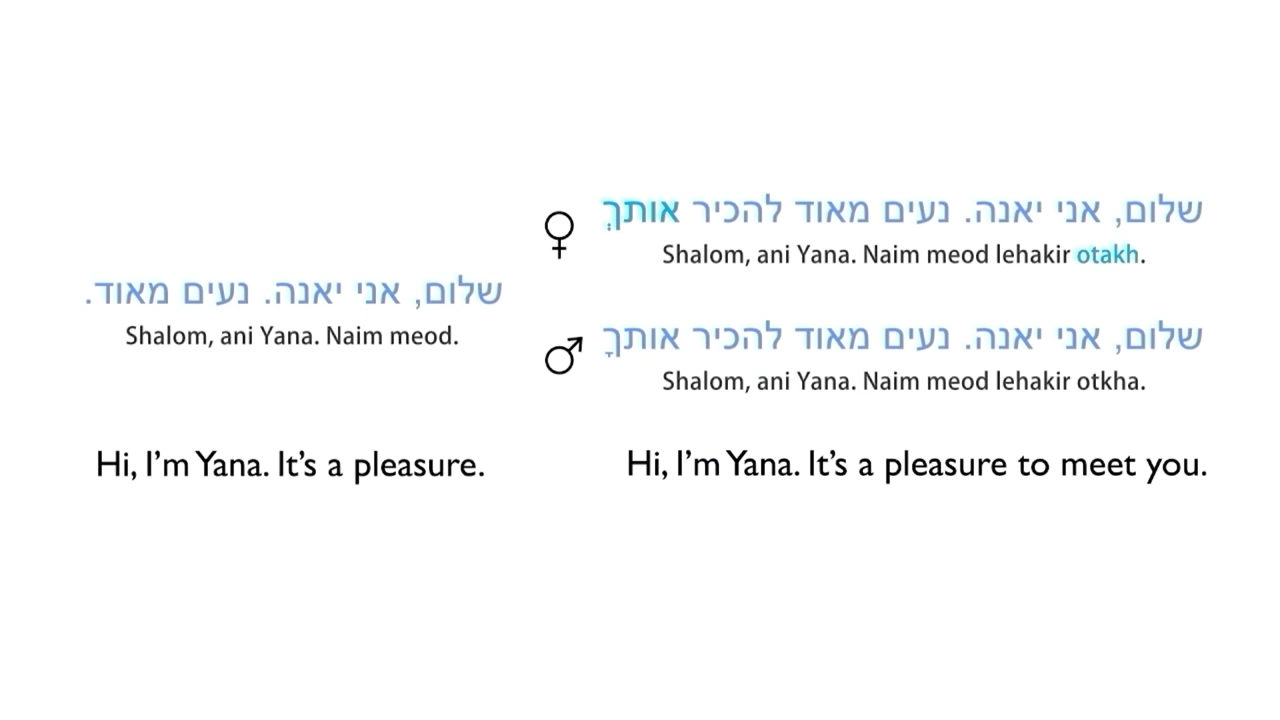 שלום, אני יאנה. נעים מאוד.
Shalom, ani Yana. Naim meod.
Hi, I'm Yana. It's a pleasure.
שלום, אני יאנה. נעים מאוד להכיר אותךְ
Shalom, ani Yana. Naim meod lehakir otakh.
שלום, אני יאנה. נעים מאוד להכיר אותךָ
Shalom, ani Yana. Naim meod lehakir otkha.
Hi, I'm Yana. It's a pleasure to meet you.